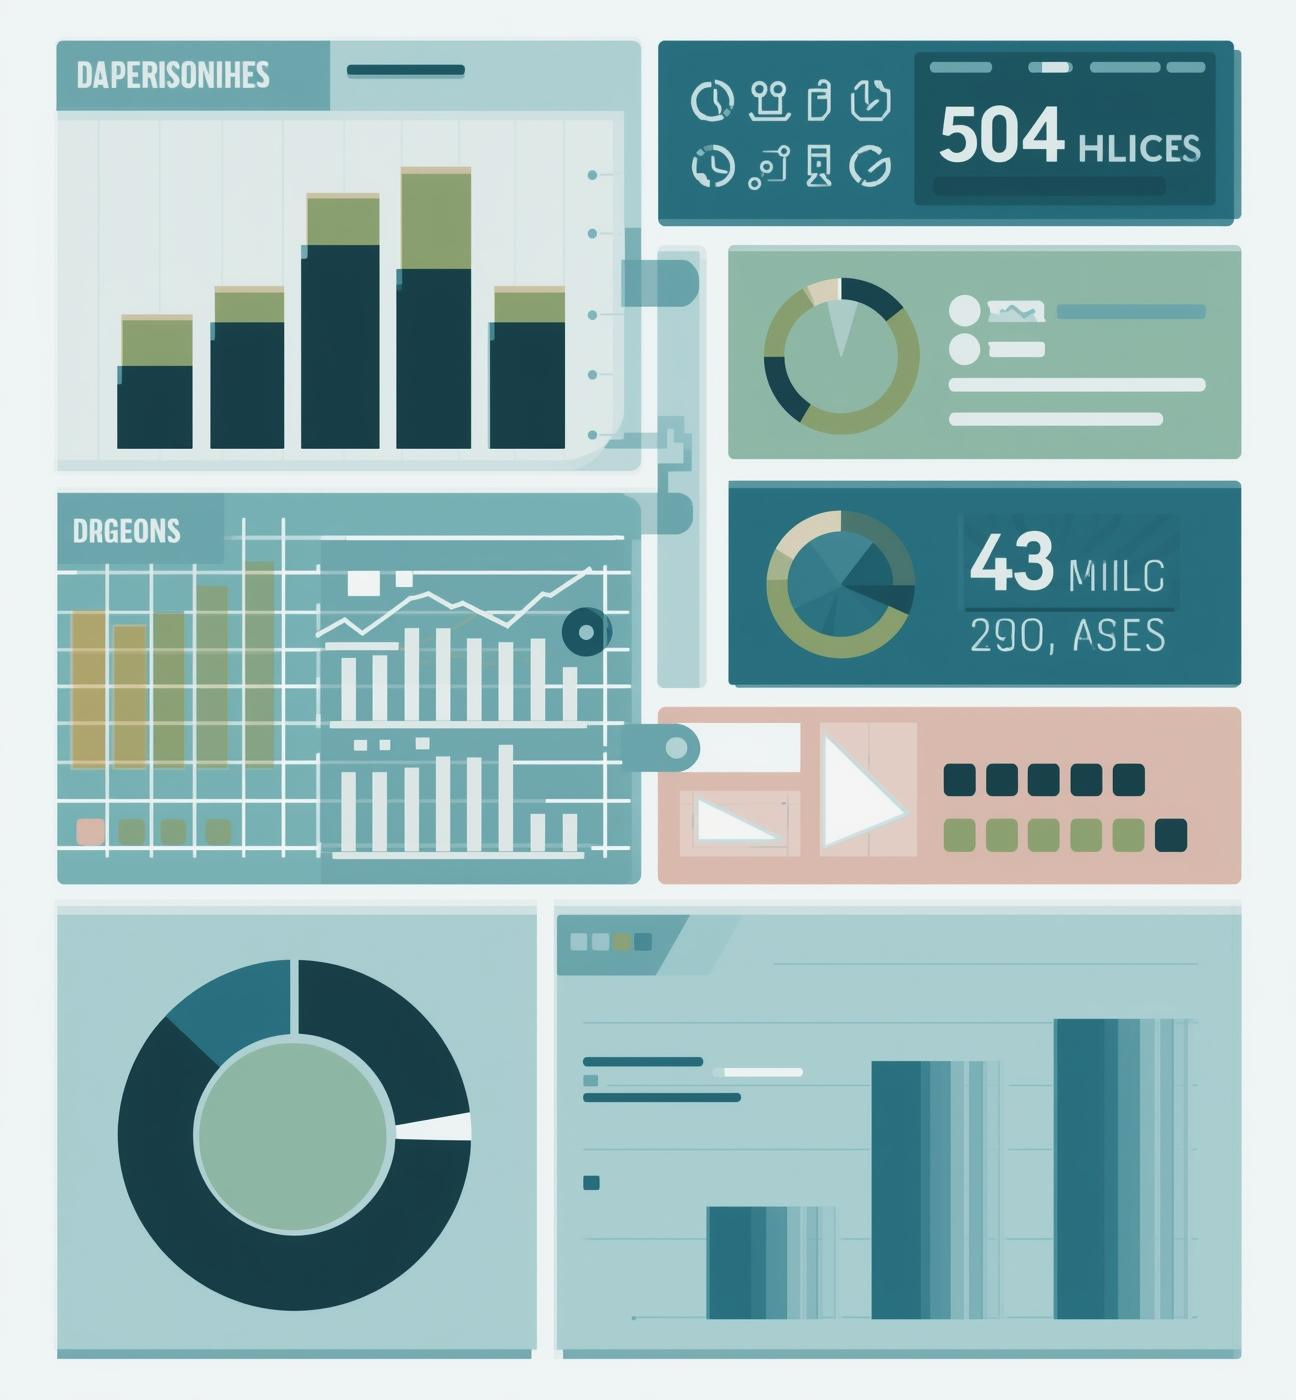 DAPERISONIHES
504 HLICES
DRGEONS
43 MIILC
290, ASES